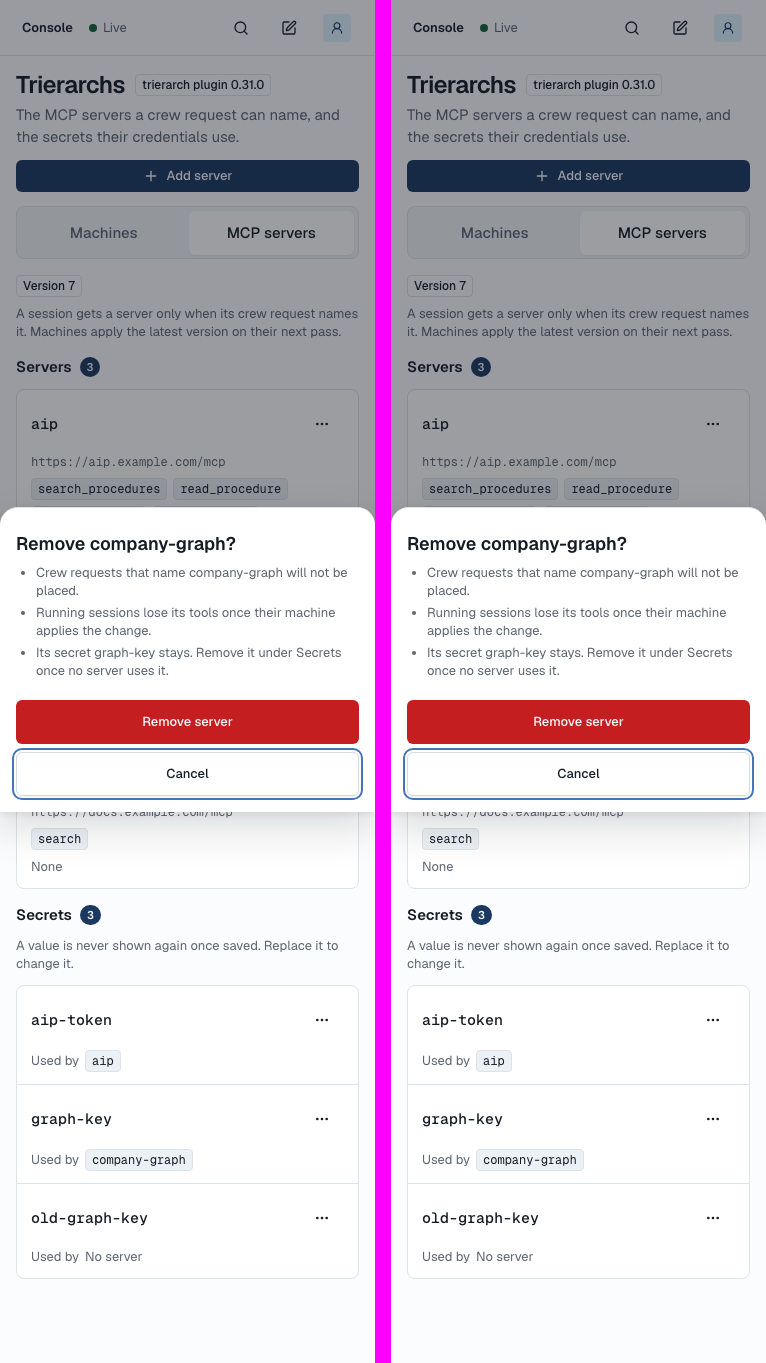 Console Live
Trierarchs trierarch plugin 0.31.0
The MCP servers a crew request can name, and
the secrets their credentials use.
Add server
Machines MCP servers
Version 7
A session gets a server only when its crew request names
it. Machines apply the latest version on their next pass.
Servers 3
aip
https://aip.example.com/mcp
search_procedures read_procedure
Remove company-graph?
• Crew requests that name company-graph will not be
placed.
• Running sessions lose its tools once their machine
applies the change.
• Its secret graph-key stays. Remove it under Secrets
once no server uses it.
Remove server
Cancel
https://docs.example.com/mcp
search
None
Secrets 3
A value is never shown again once saved. Replace it to
change it.
aip-token
Used by aip
graph-key
Used by company-graph
old-graph-key
Used by No server
Console Live
Trierarchs trierarch plugin 0.31.0
The MCP servers a crew request can name, and
the secrets their credentials use.
Add server
Machines MCP servers
Version 7
A session gets a server only when its crew request names
it. Machines apply the latest version on their next pass.
Servers 3
aip
https://aip.example.com/mcp
search_procedures read_procedure
Remove company-graph?
• Crew requests that name company-graph will not be
placed.
• Running sessions lose its tools once their machine
applies the change.
• Its secret graph-key stays. Remove it under Secrets
once no server uses it.
Remove server
Cancel
https://docs.example.com/mcp
search
None
Secrets 3
A value is never shown again once saved. Replace it to
change it.
aip-token
Used by aip
graph-key
Used by company-graph
old-graph-key
Used by No server